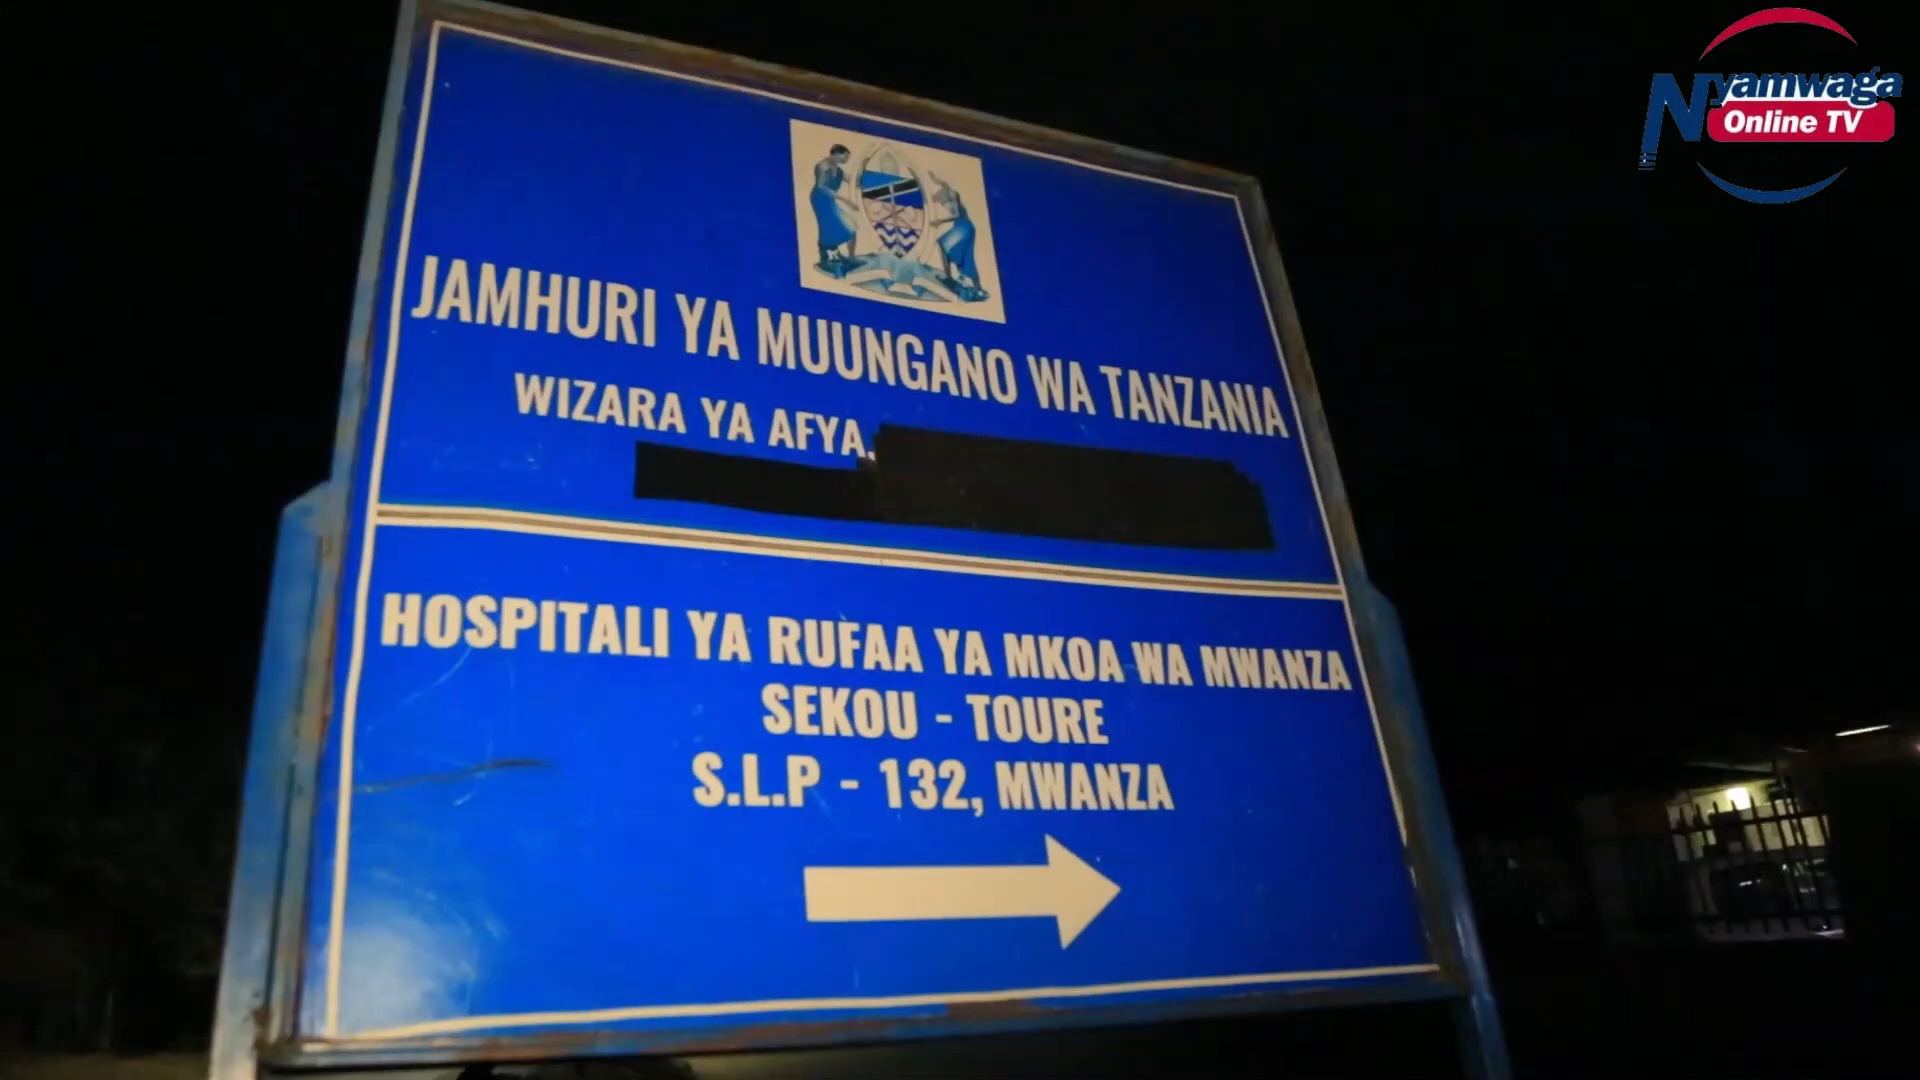 Nyamwaga
Online TV
JAMHURI YA MUUNGANO WA TANZANIA
WIZARA YA AFYA,
HOSPITALI YA RUFAA YA MKOA WA MWANZA
SEKOU - TOURE
S.L.P - 132, MWANZA